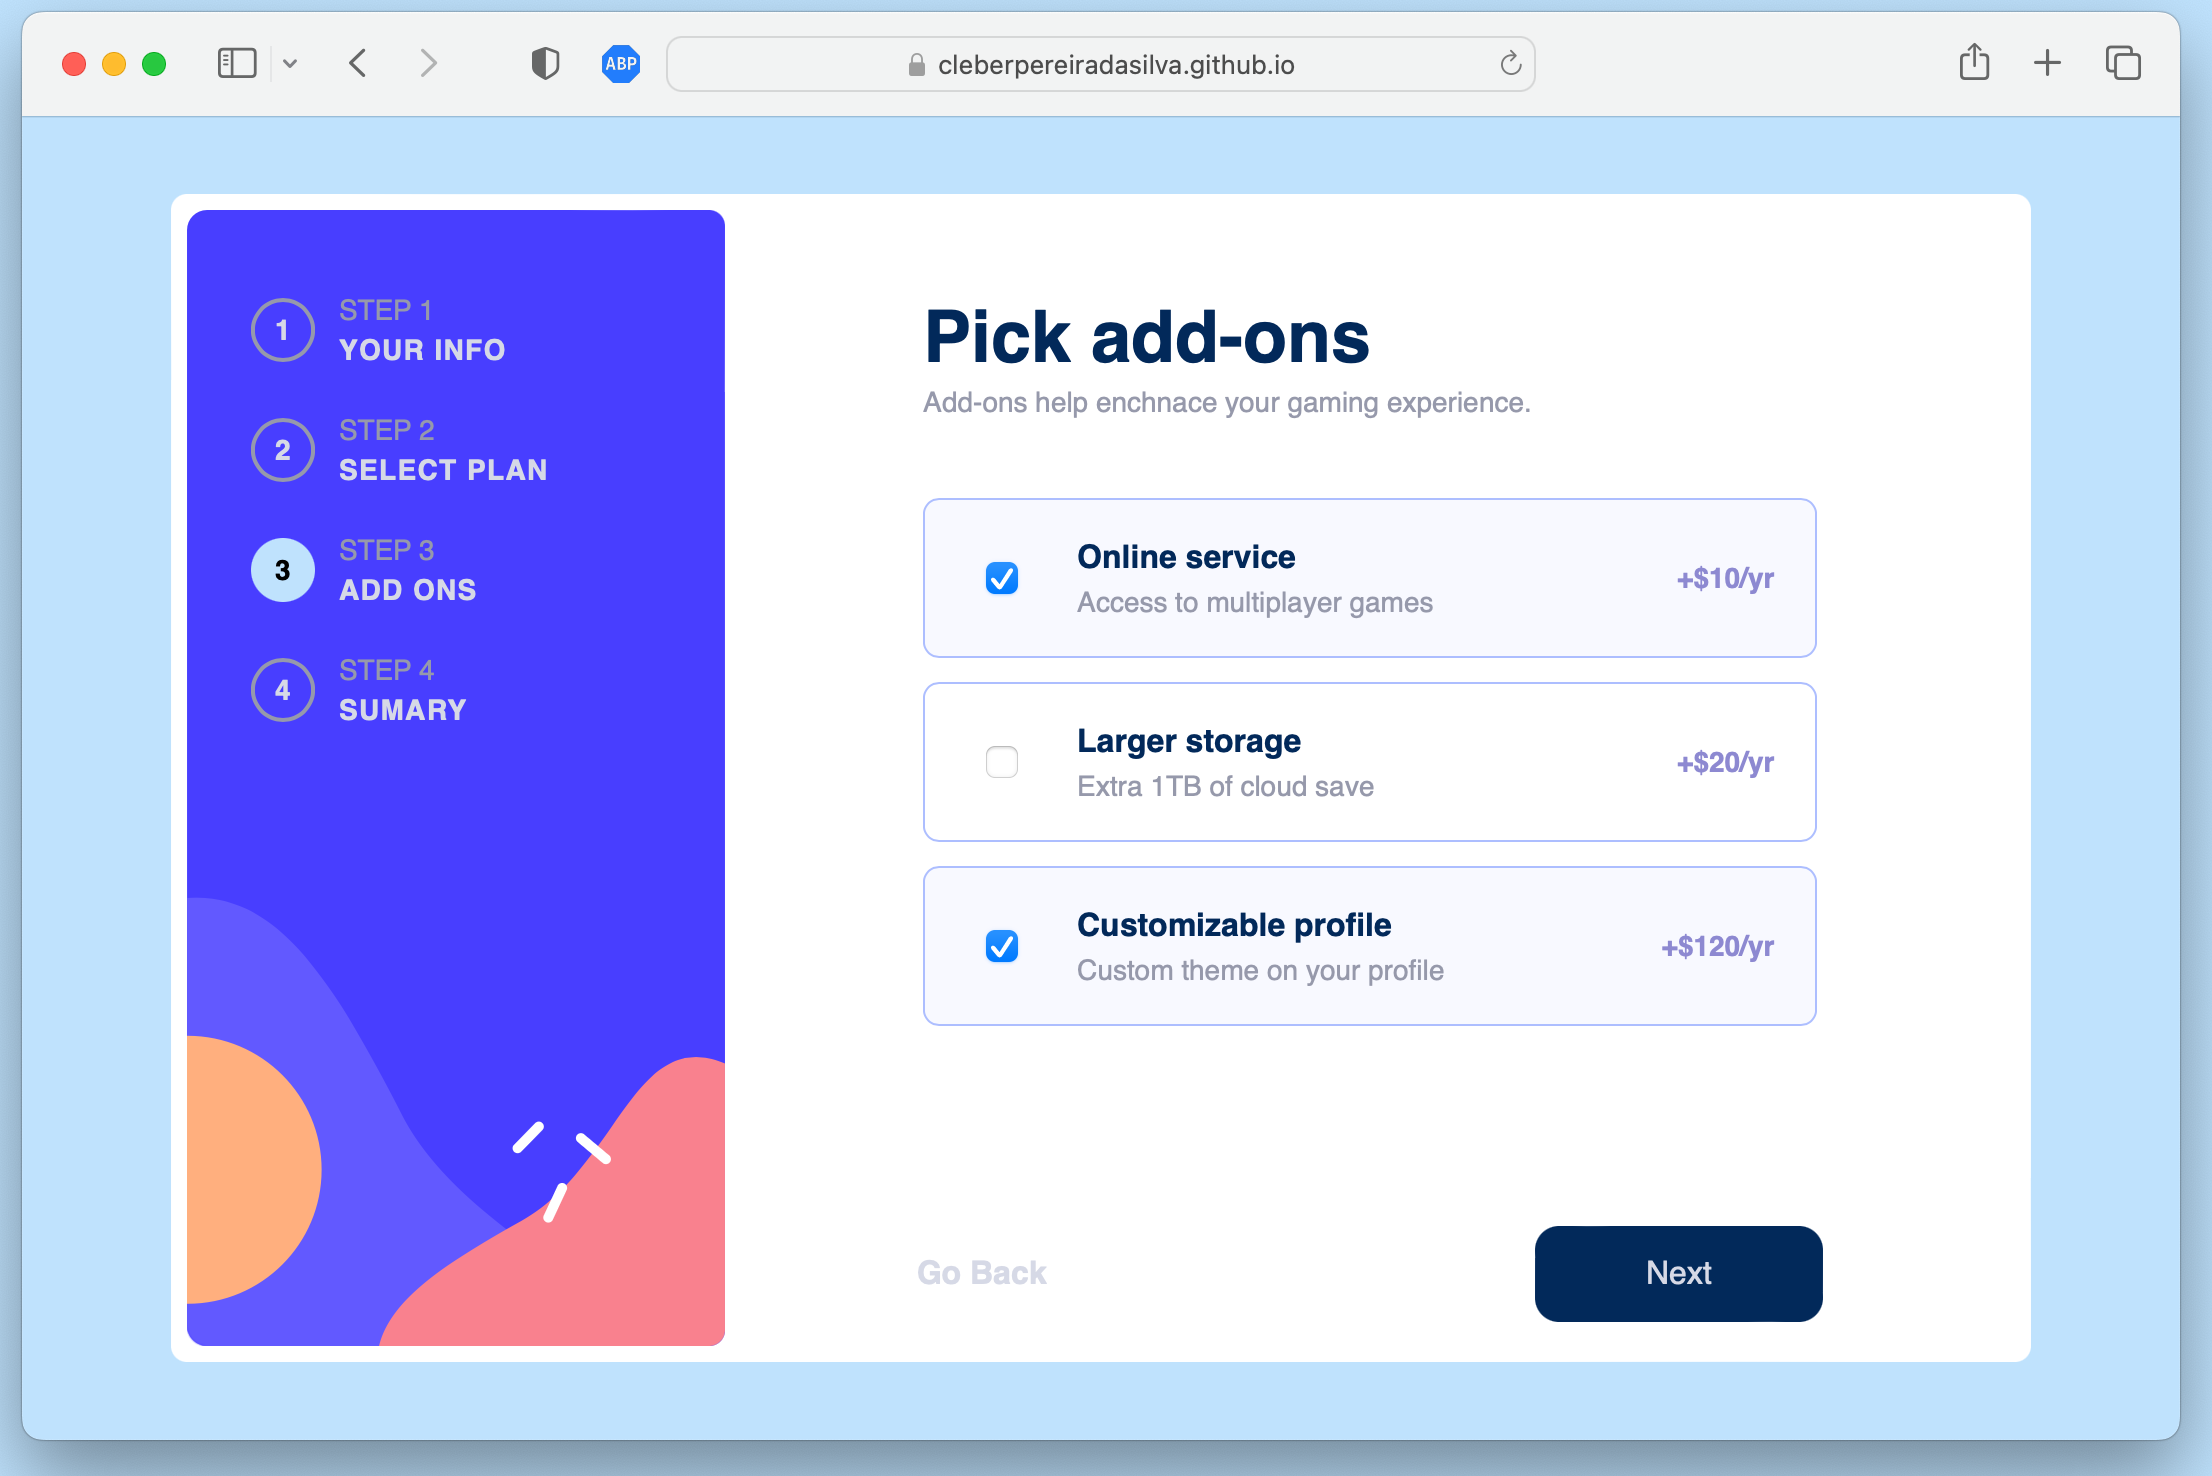 ABP
cleberpereiradasilva.github.io
1
STEP 1
YOUR INFO
2
STEP 2
SELECT PLAN
3
STEP 3
ADD ONS
4
STEP 4
SUMARY
Pick add-ons
Add-ons help enchnace your gaming experience.
Online service
Access to multiplayer games
+$10/yr
Larger storage
Extra 1TB of cloud save
+$20/yr
Customizable profile
Custom theme on your profile
+$120/yr
Go Back
Next